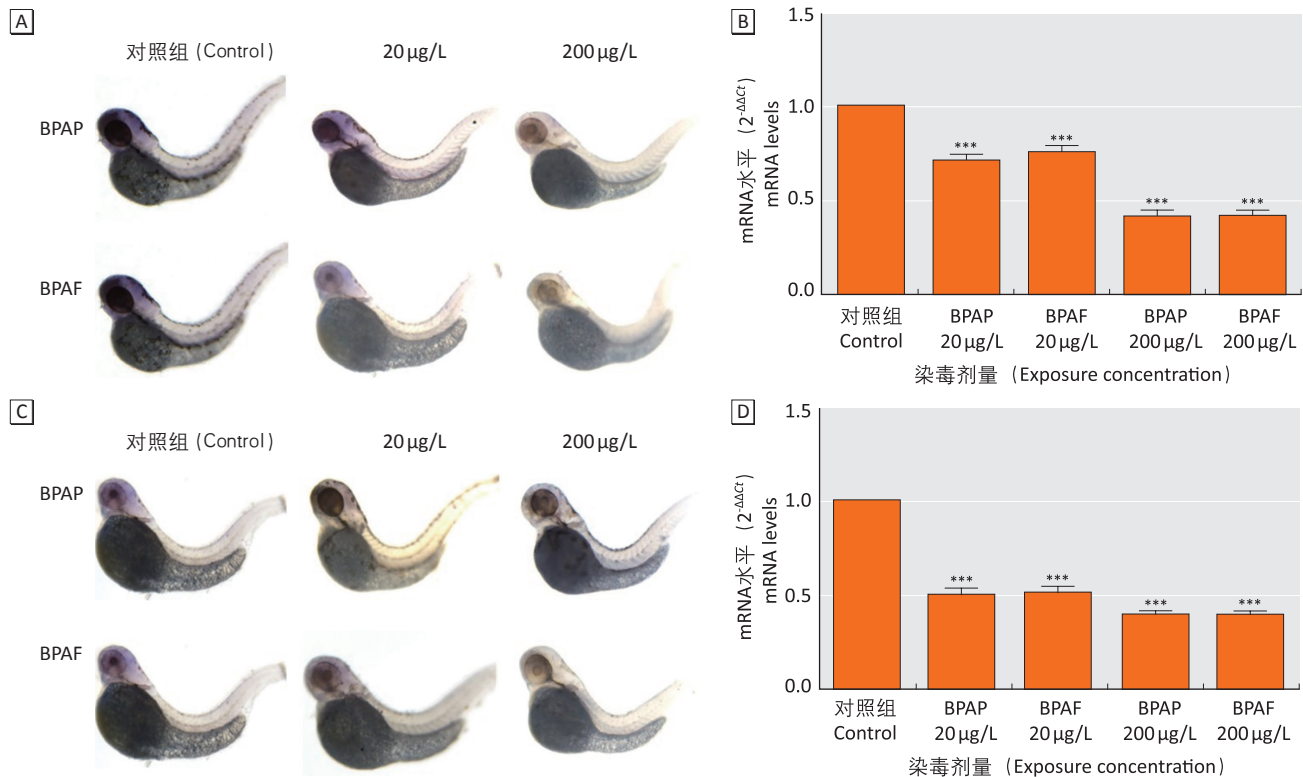 A
对照组 (Control)
20 μg/L
200 μg/L
BPAP
BPAF
B
1.5
1.0
0.5
0.0
mRNA水平 (2-ΔΔCt)
mRNA levels
***
***
***
***
对照组
Control
BPAP
20 μg/L
BPAF
20 μg/L
BPAP
200 μg/L
BPAF
200 μg/L
染毒剂量 (Exposure concentration)
C
对照组 (Control)
20 μg/L
200 μg/L
BPAP
BPAF
D
1.5
1.0
0.5
0.0
mRNA水平 (2-ΔΔCt)
mRNA levels
***
***
***
***
对照组
Control
BPAP
20 μg/L
BPAF
20 μg/L
BPAP
200 μg/L
BPAF
200 μg/L
染毒剂量 (Exposure concentration)